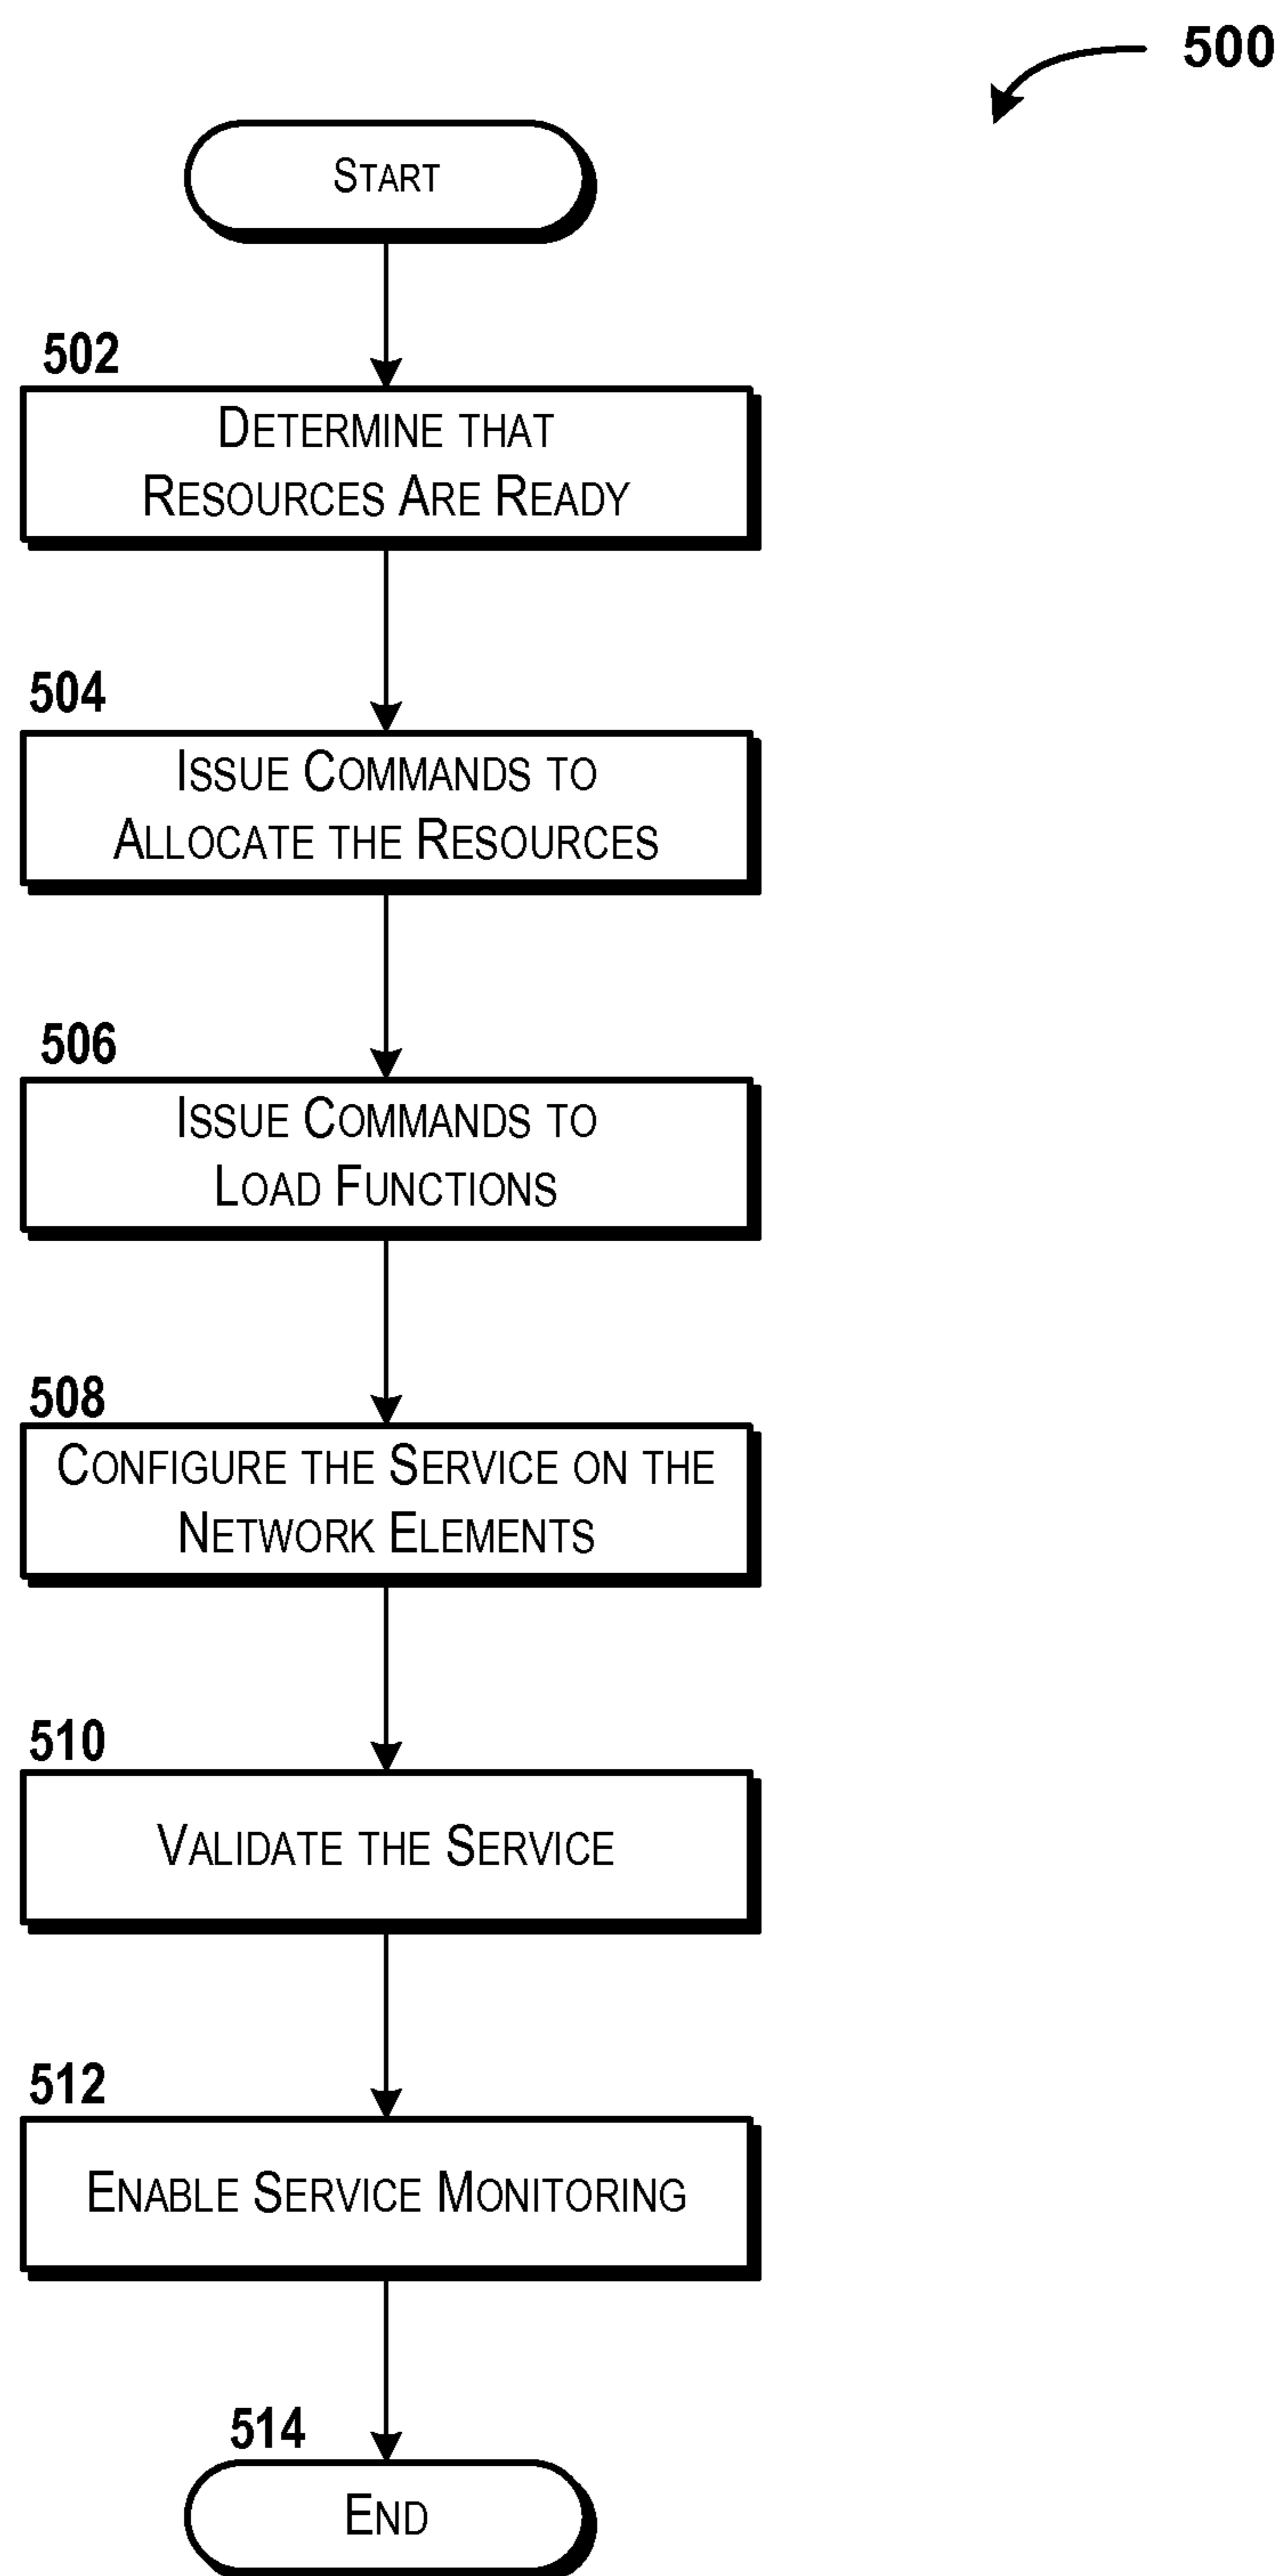 500
START
502
DETERMINE THAT
RESOURCES ARE READY
504
ISSUE COMMANDS TO
ALLOCATE THE RESOURCES
506
ISSUE COMMANDS TO
LOAD FUNCTIONS
508
CONFIGURE THE SERVICE ON THE
NETWORK ELEMENTS
510
VALIDATE THE SERVICE
512
ENABLE SERVICE MONITORING
514
END